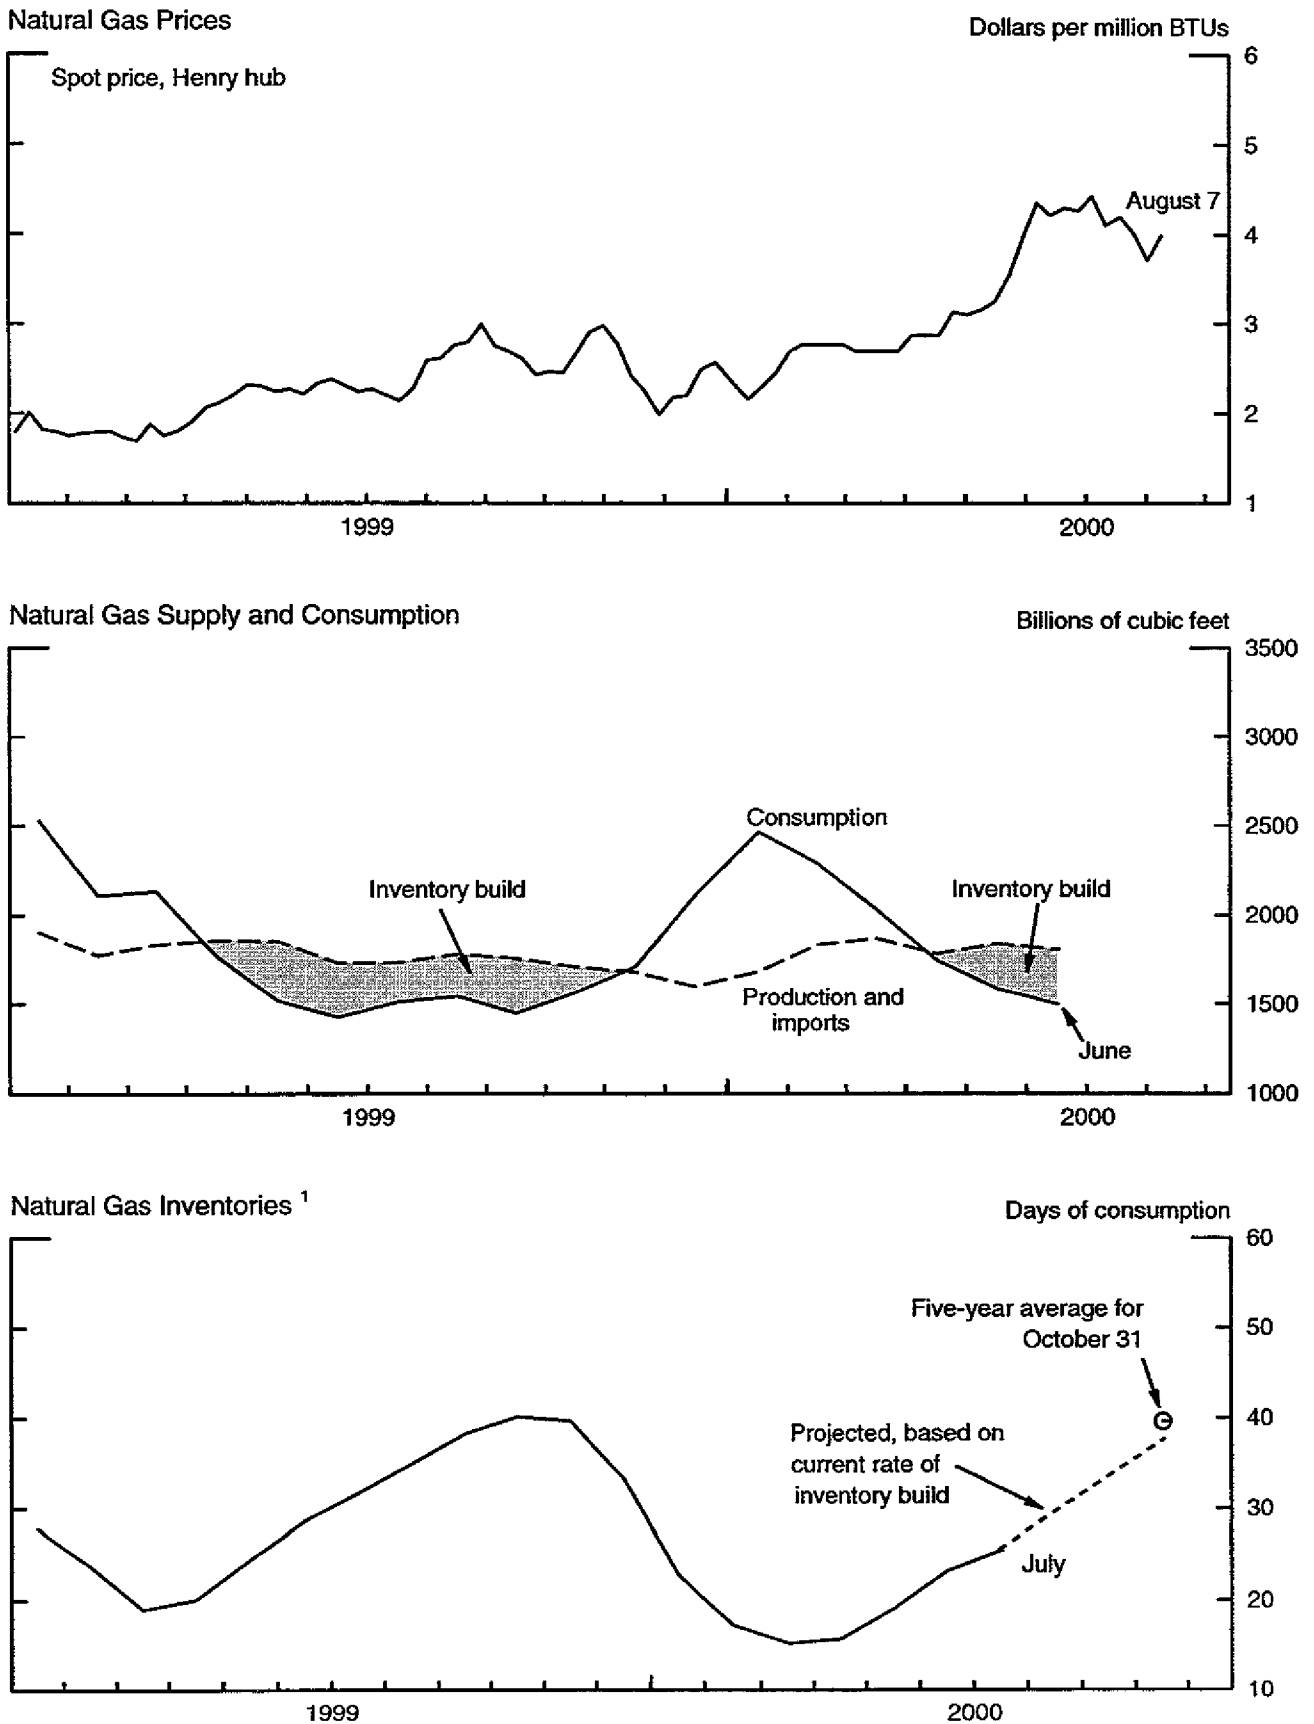 Natural Gas Prices
Dollars per million BTUs
Spot price, Henry hub
6
5
August 7
4
3
2
1
1999
2000
Natural Gas Supply and Consumption
Billions of cubic feet
3500
3000
Consumption
2500
Inventory build
Inventory build
2000
Production and
imports
1500
June
1000
1999
2000
Natural Gas Inventories 1
Days of consumption
60
Five-year average for
October 31
50
40
Projected, based on
current rate of
inventory build
30
July
20
10
1999
2000